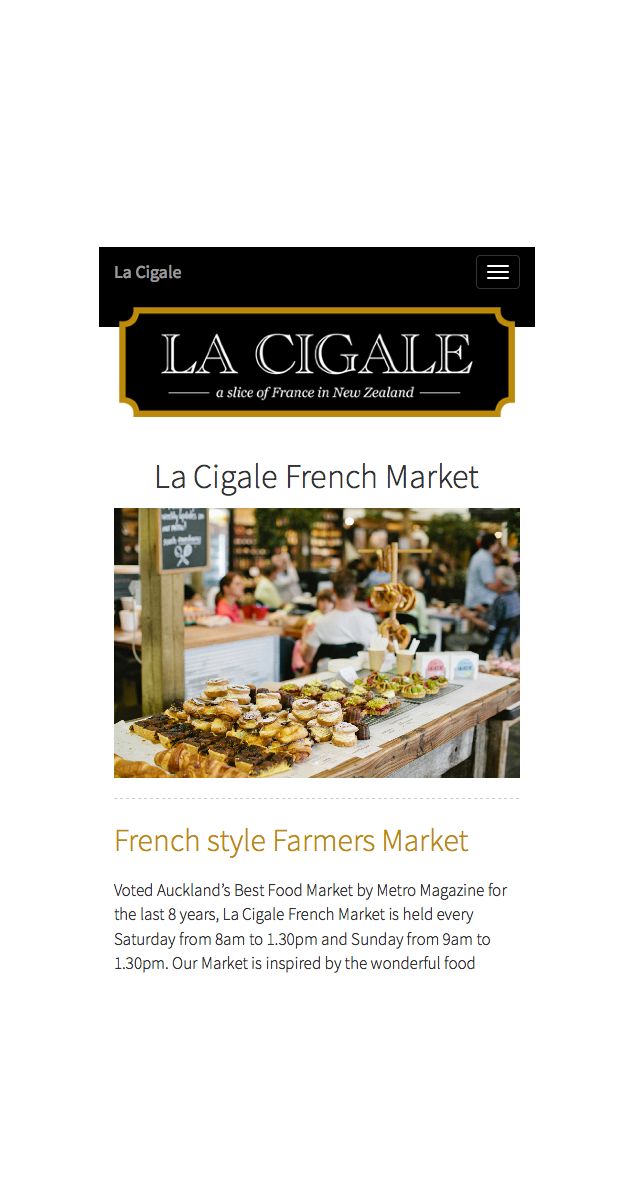 La Cigale
LA CIGALE
a slice of France in New Zealand
La Cigale French Market
French style Farmers Market
Voted Auckland’s Best Food Market by Metro Magazine for
the last 8 years, La Cigale French Market is held every
Saturday from 8am to 1.30pm and Sunday from 9am to
1.30pm. Our Market is inspired by the wonderful food